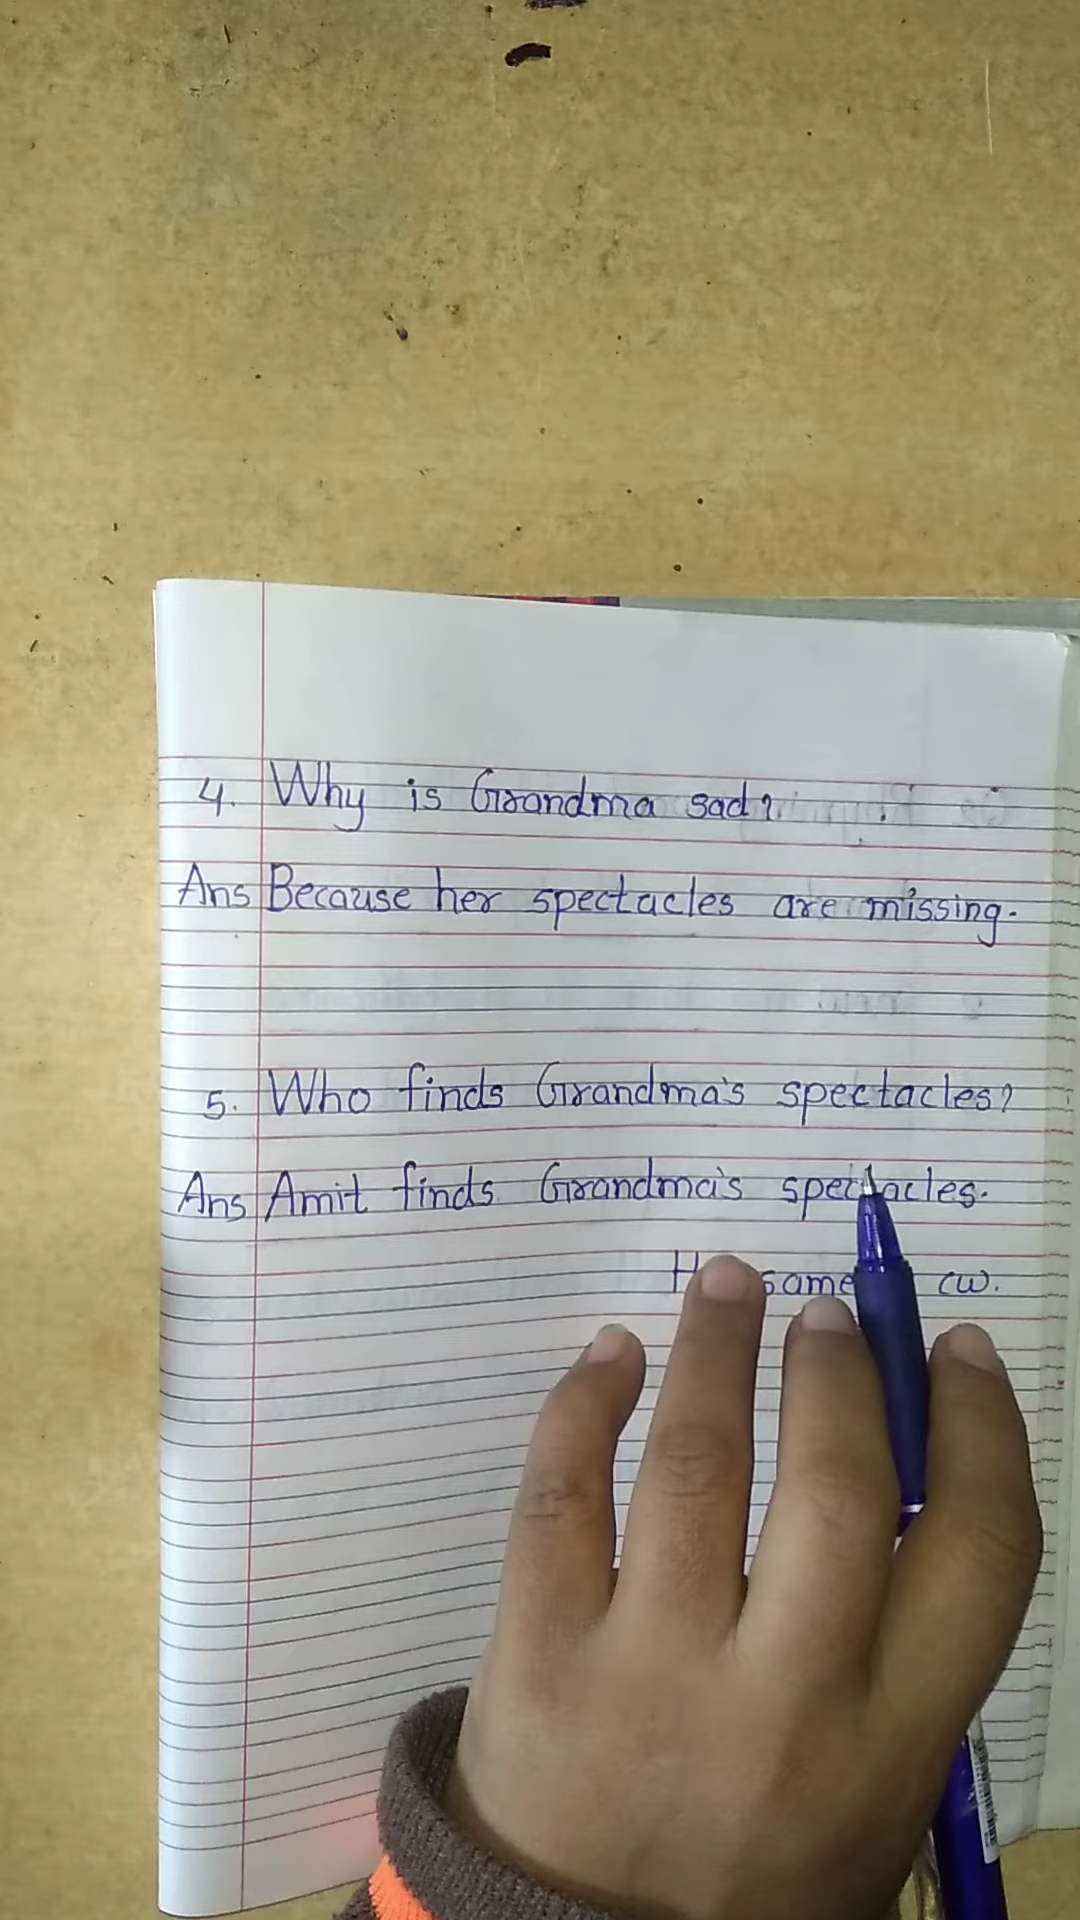 4. Why is Grandma sad?
Ans Because her spectacles are missing.
5. Who finds Grandma's spectacles?
Ans Amit finds Grandma's spectacles.
same cw.